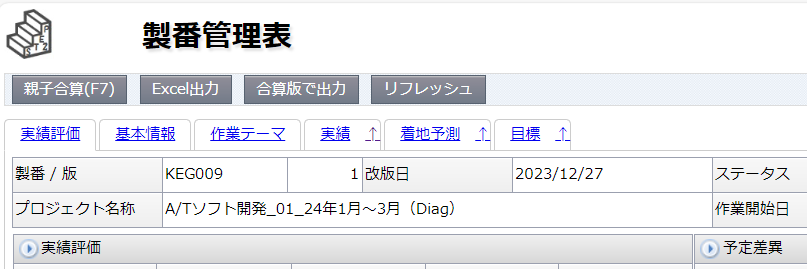 製番管理表
親子合算(F7) Excel出力 合算版で出力 リフレッシュ
実績評価 基本情報 作業テーマ 実績 ↑ 着地予測 ↑ 目標 ↑
製番 / 版 KEG009 1 改版日 2023/12/27 ステータス
プロジェクト名称 A/Tソフト開発_01_24年1月～3月（Diag） 作業開始日
実績評価 予定差異